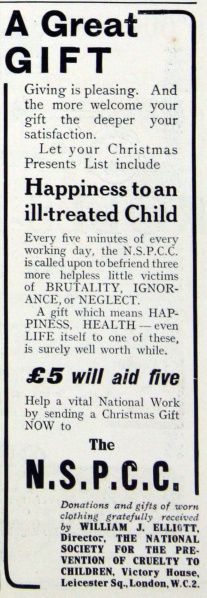 A Great
GIFT
Giving is pleasing. And
the more welcome your
gift the deeper your
satisfaction.
Let your Christmas
Presents List include
Happiness to an
ill-treated Child
Every five minutes of every
working day, the N.S.P.C.C.
is called upon to befriend three
more helpless little victims
of BRUTALITY, IGNOR-
ANCE, or NEGLECT.
A gift which means HAP-
PINESS, HEALTH — even
LIFE itself to one of these,
is surely well worth while.
£5 will aid five
Help a vital National Work
by sending a Christmas Gift
NOW to
The
N.S.P.C.C.
Donations and gifts of worn
clothing gratefully received
by WILLIAM J. ELLIOTT,
Director, THE NATIONAL
SOCIETY FOR THE PRE-
VENTION OF CRUELTY TO
CHILDREN, Victory House,
Leicester Sq., London, W.C.2.